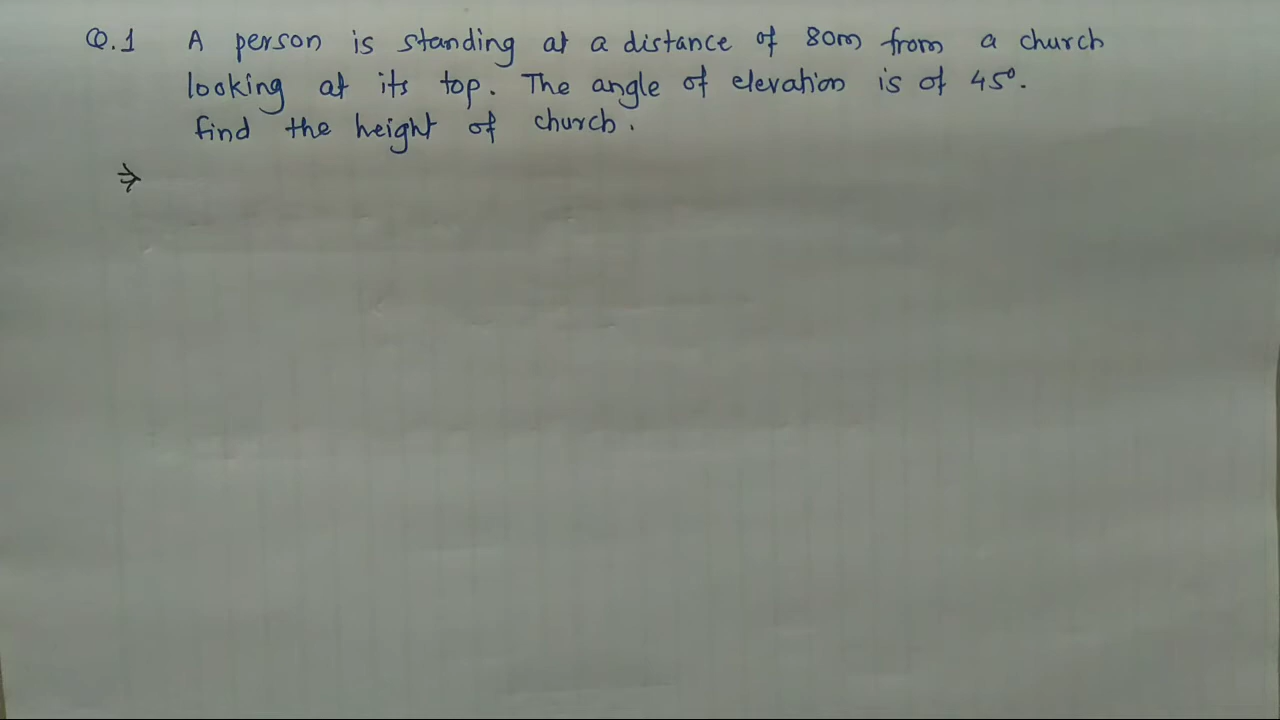 Q.1 A person is standing at a distance of 80m from a church
looking at its top. The angle of elevation is of 45°.
find the height of church.
⇒